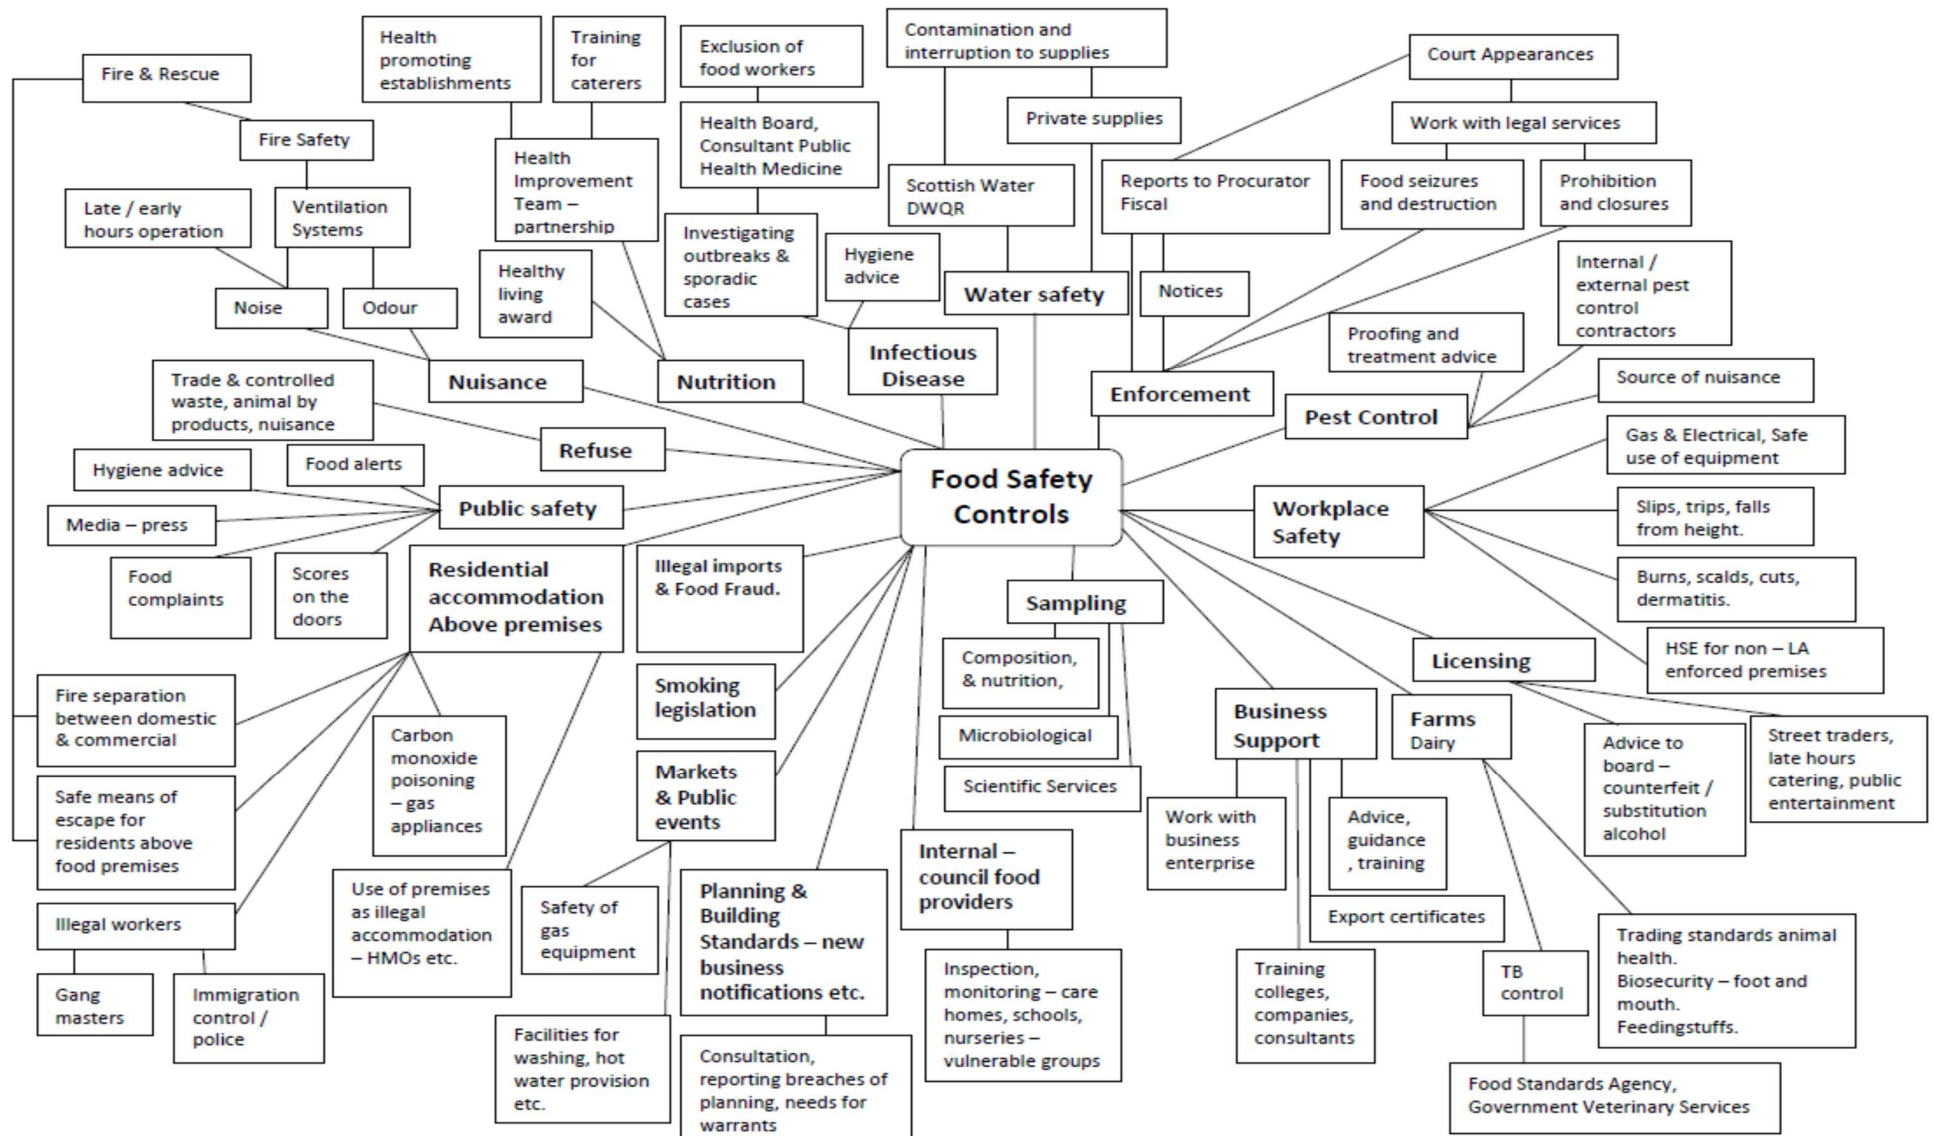 Health
promoting
establishments
Training
for
caterers
Exclusion of
food workers
Contamination and
interruption to supplies
Court Appearances
Fire & Rescue
Fire Safety
Health Board,
Consultant Public
Health Medicine
Private supplies
Work with legal services
Late / early
hours operation
Ventilation
Systems
Health
Improvement
Team –
partnership
Scottish Water
DWQR
Reports to Procurator
Fiscal
Food seizures
and destruction
Prohibition
and closures
Healthy
living
award
Investigating
outbreaks &
sporadic
cases
Hygiene
advice
Water safety
Notices
Internal /
external pest
control
contractors
Noise
Odour
Proofing and
treatment advice
Infectious
Disease
Nuisance
Nutrition
Enforcement
Source of nuisance
Trade & controlled
waste, animal by
products, nuisance
Pest Control
Refuse
Gas & Electrical, Safe
use of equipment
Hygiene advice
Food alerts
Food Safety
Controls
Media – press
Public safety
Workplace
Safety
Slips, trips, falls
from height.
Food
complaints
Scores
on the
doors
Residential
accommodation
Above premises
Illegal imports
& Food Fraud.
Sampling
Burns, scalds, cuts,
dermatitis.
HSE for non – LA
enforced premises
Licensing
Composition,
& nutrition,
Smoking
legislation
Fire separation
between domestic
& commercial
Carbon
monoxide
poisoning
– gas
appliances
Microbiological
Business
Support
Farms
Dairy
Advice to
board –
counterfeit /
substitution
alcohol
Street traders,
late hours
catering, public
entertainment
Markets
& Public
events
Scientific Services
Safe means of
escape for
residents above
food premises
Work with
business
enterprise
Advice,
guidance
, training
Internal –
council food
providers
Use of premises
as illegal
accommodation
– HMOs etc.
Safety of
gas
equipment
Planning &
Building
Standards – new
business
notifications etc.
Export certificates
Illegal workers
Gang
masters
Immigration
control /
police
Inspection,
monitoring – care
homes, schools,
nurseries –
vulnerable groups
Training
colleges,
companies,
consultants
TB
control
Trading standards animal
health.
Biosecurity – foot and
mouth.
Feedingstuffs.
Facilities for
washing, hot
water provision
etc.
Consultation,
reporting breaches of
planning, needs for
warrants
Food Standards Agency,
Government Veterinary Services